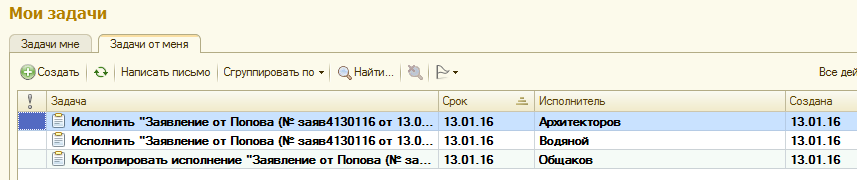 Мои задачи
Задачи мне Задачи от меня
Создать Написать письмо Сгруппировать по Найти... Все дей
! Задача Срок Исполнитель Создана
Исполнить "Заявление от Попова (№ заяв4130116 от 13.0... 13.01.16 Архитекторов 13.01.16
Исполнить "Заявление от Попова (№ заяв4130116 от 13.0... 13.01.16 Водяной 13.01.16
Контролировать исполнение "Заявление от Попова (№ за... 13.01.16 Общаков 13.01.16